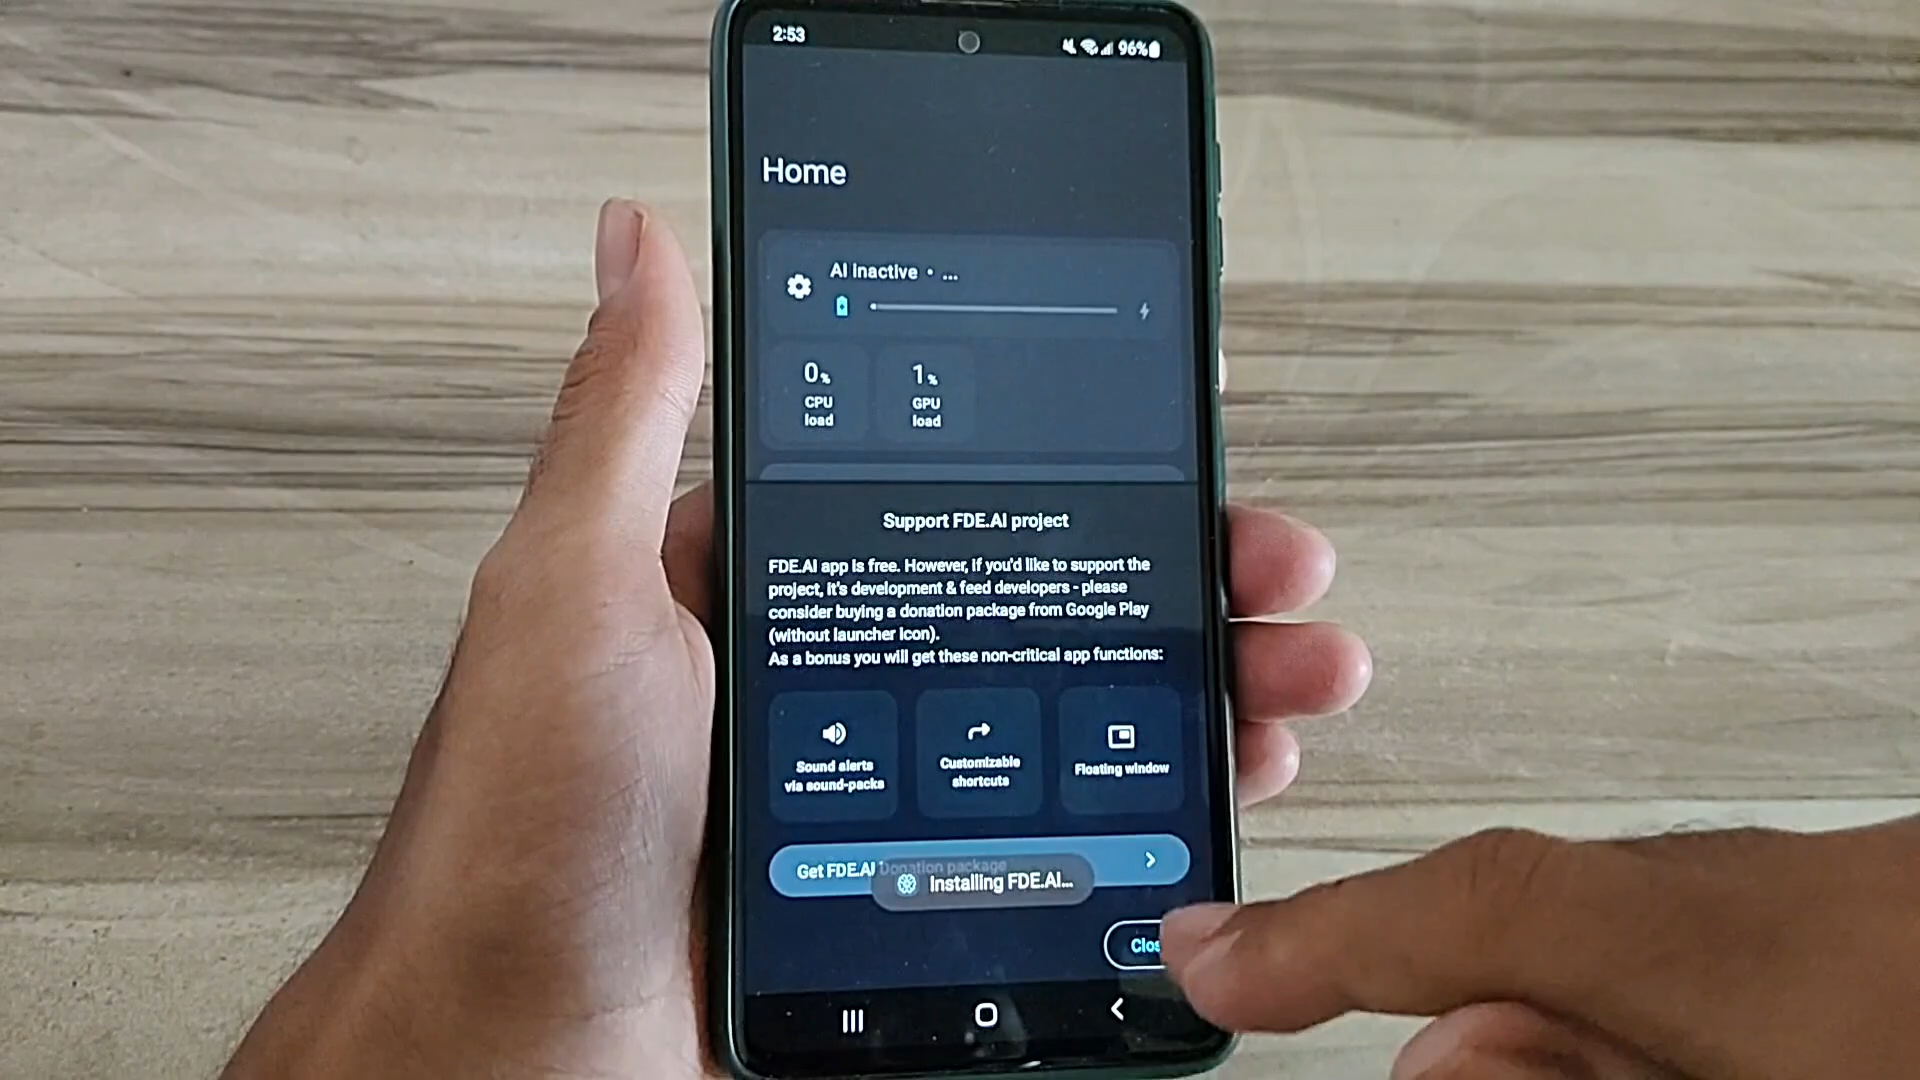 2:53
96%
Home
AI inactive • ...
0%
CPU
load
1%
GPU
load
Support FDE.AI project
FDE.AI app is free. However, if you'd like to support the
project, it's development & feed developers - please
consider buying a donation package from Google Play
(without launcher icon).
As a bonus you will get these non-critical app functions:
Sound alerts
via sound-packs
Customizable
shortcuts
Floating window
Get FDE.AI Donation package
Installing FDE.AI...
Clos